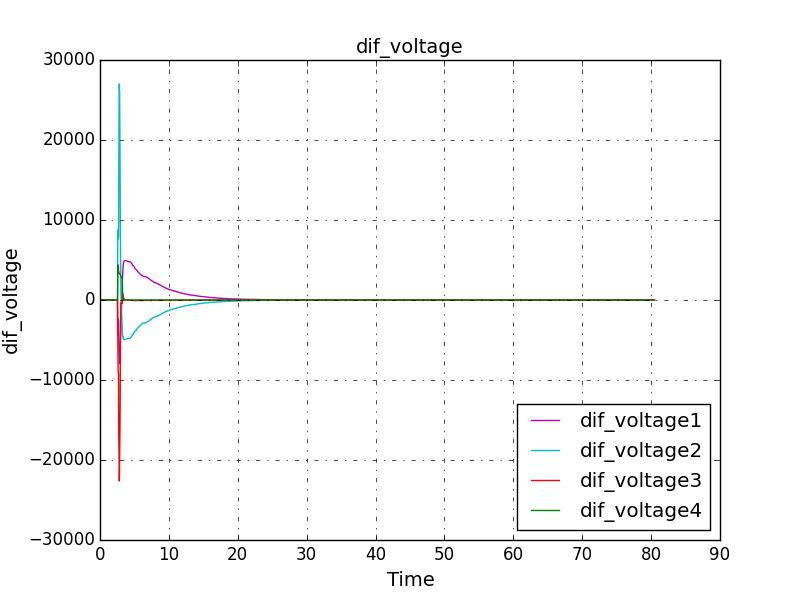 dif_voltage
30000
20000
10000
0
−10000
−20000
−30000
dif_voltage
0 10 20 30 40 50 60 70 80 90
Time
dif_voltage1
dif_voltage2
dif_voltage3
dif_voltage4